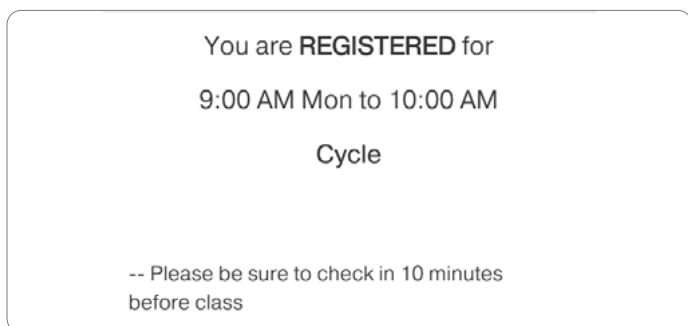 You are REGISTERED for
9:00 AM Mon to 10:00 AM
Cycle
-- Please be sure to check in 10 minutes
before class